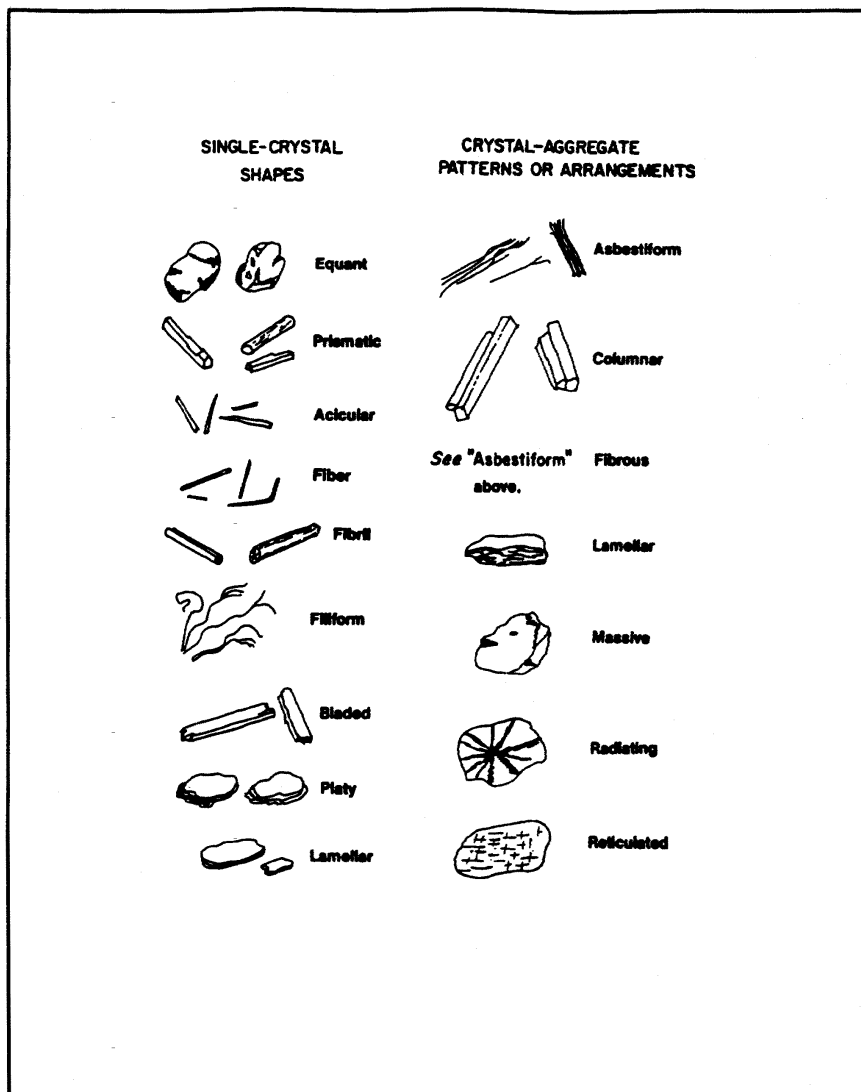 SINGLE-CRYSTAL
SHAPES
Equant
Prismatic
Acicular
Fiber
Fibril
Filiform
Bladed
Platy
Lamellar
CRYSTAL-AGGREGATE
PATTERNS OR ARRANGEMENTS
Asbestiform
Columnar
See "Asbestiform" Fibrous
above.
Lamellar
Massive
Radiating
Reticulated